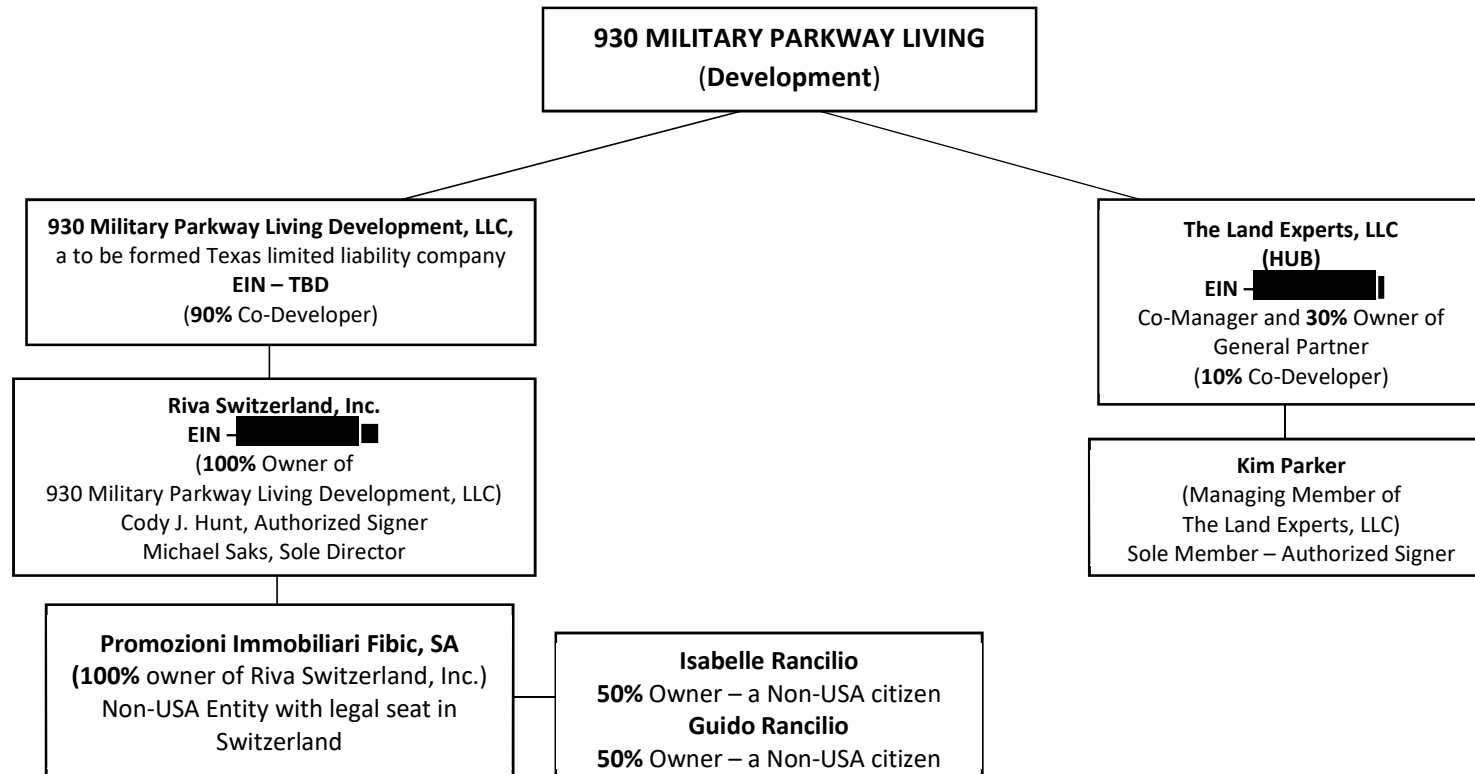 930 MILITARY PARKWAY LIVING
(Development)
930 Military Parkway Living Development, LLC,
a to be formed Texas limited liability company
EIN – TBD
(90% Co-Developer)
The Land Experts, LLC
(HUB)
EIN –
Co-Manager and 30% Owner of
General Partner
(10% Co-Developer)
Riva Switzerland, Inc.
EIN –
(100% Owner of
930 Military Parkway Living Development, LLC)
Cody J. Hunt, Authorized Signer
Michael Saks, Sole Director
Kim Parker
(Managing Member of
The Land Experts, LLC)
Sole Member – Authorized Signer
Promozioni Immobiliari Fibic, SA
(100% owner of Riva Switzerland, Inc.)
Non-USA Entity with legal seat in
Switzerland
Isabelle Rancilio
50% Owner – a Non-USA citizen
Guido Rancilio
50% Owner – a Non-USA citizen